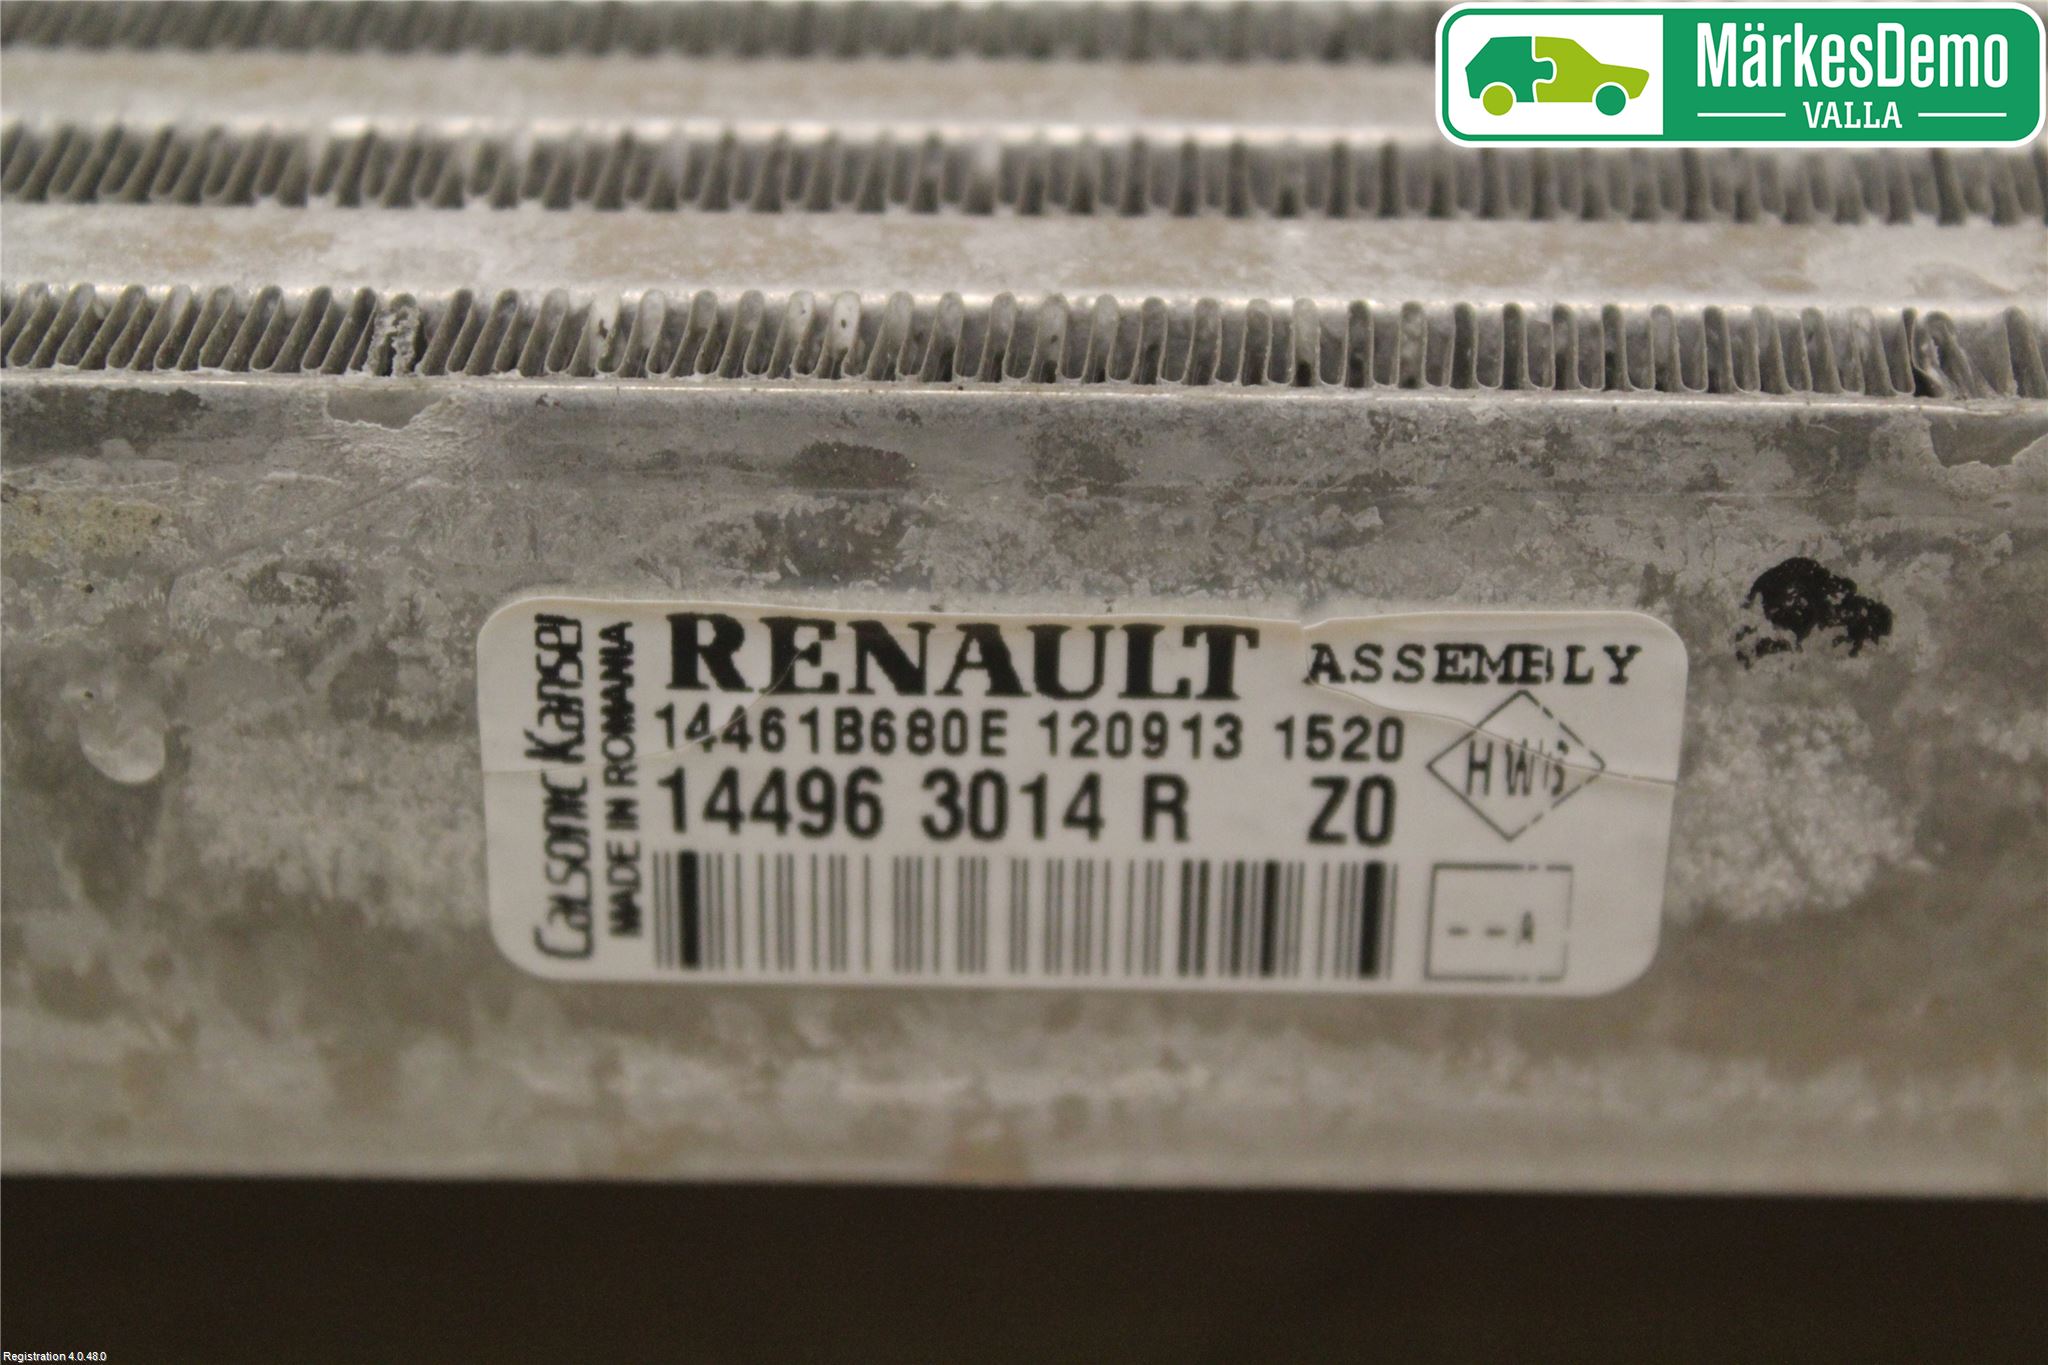 MärkesDemo
VALLA
Calsonic Kansei
MADE IN ROMANIA
RENAULT ASSEMBLY
14461B680E 120913 1520
14496 3014 R Z0
--A
Registration 4.0.48.0